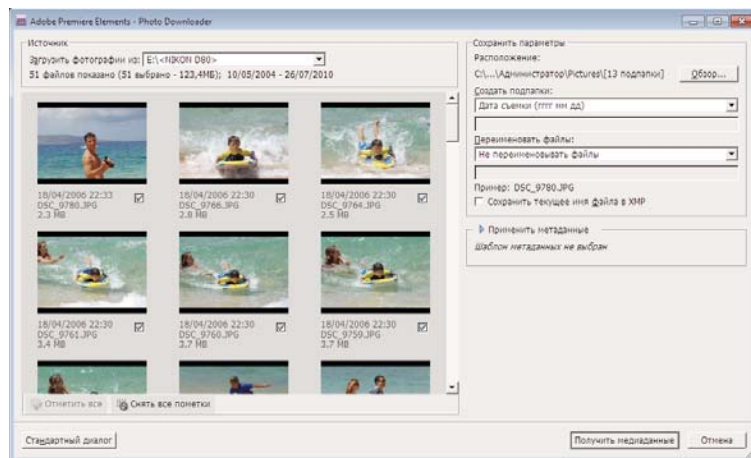 Adobe Premiere Elements - Photo Downloader
Источник
Загрузить фотографии из: E:\<NIKON D80>
51 файлов показано (51 выбрано - 123,4МБ); 10/05/2004 - 26/07/2010
18/04/2006 22:33
DSC_9780.JPG
2.3 MB
18/04/2006 22:30
DSC_9766.JPG
2.8 MB
18/04/2006 22:30
DSC_9764.JPG
2.5 MB
18/04/2006 22:30
DSC_9761.JPG
3.4 MB
18/04/2006 22:30
DSC_9760.JPG
3.7 MB
18/04/2006 22:30
DSC_9759.JPG
3.7 MB
Отметить все
Снять все пометки
Сохранить параметры
Расположение:
C:\...\Администратор\Pictures\[13 подпапки]
Обзор...
Создать подпапки:
Дата съемки (гггг мм дд)
Переименовать файлы:
Не переименовывать файлы
Пример: DSC_9780.JPG
Сохранить текущее имя файла в XMP
Применить метаданные
Шаблон метаданных не выбран
Стандартный диалог
Получить медиаданные
Отмена